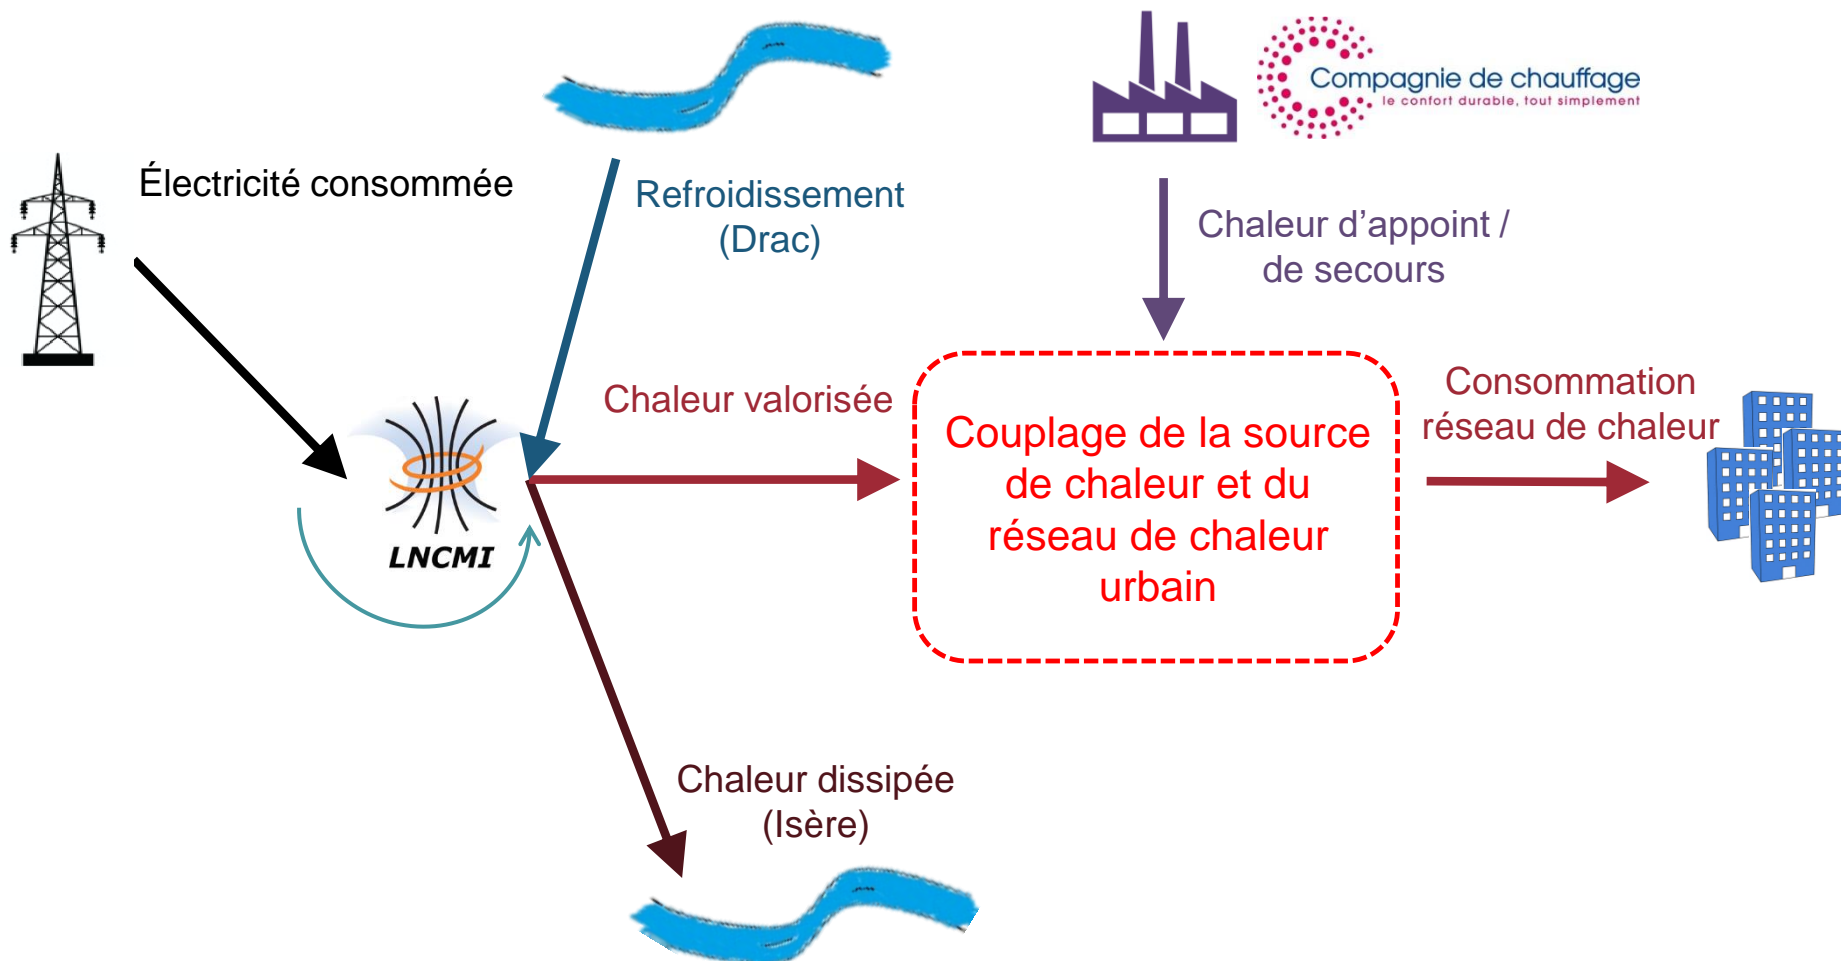 Compagnie de chauffage
le confort durable, tout simplement
Électricité consommée
Refroidissement
(Drac)
Chaleur d’appoint /
de secours
Chaleur valorisée
Consommation
réseau de chaleur
Couplage de la source
de chaleur et du
réseau de chaleur
urbain
LNCMI
Chaleur dissipée
(Isère)